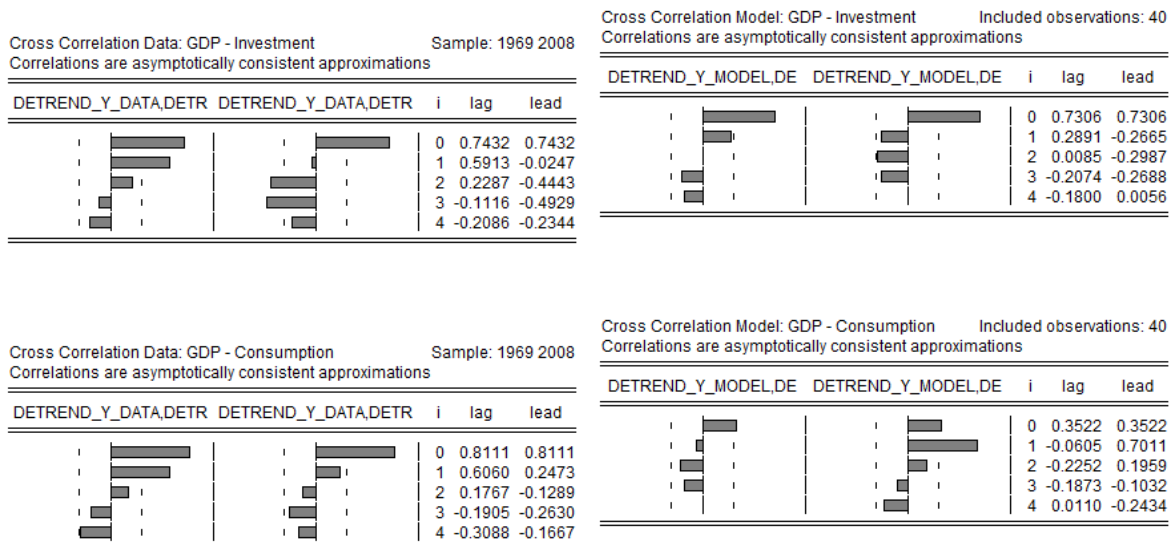 Cross Correlation Data: GDP - Investment Sample: 1969 2008
Correlations are asymptotically consistent approximations
DETREND_Y_DATA,DETR DETREND_Y_DATA,DETR i lag lead
0 0.7432 0.7432
1 0.5913 -0.0247
2 0.2287 -0.4443
3 -0.1116 -0.4929
4 -0.2086 -0.2344
Cross Correlation Model: GDP - Investment Included observations: 40
Correlations are asymptotically consistent approximations
DETREND_Y_MODEL,DE DETREND_Y_MODEL,DE i lag lead
0 0.7306 0.7306
1 0.2891 -0.2665
2 0.0085 -0.2987
3 -0.2074 -0.2688
4 -0.1800 0.0056
Cross Correlation Data: GDP - Consumption Sample: 1969 2008
Correlations are asymptotically consistent approximations
DETREND_Y_DATA,DETR DETREND_Y_DATA,DETR i lag lead
0 0.8111 0.8111
1 0.6060 0.2473
2 0.1767 -0.1289
3 -0.1905 -0.2630
4 -0.3088 -0.1667
Cross Correlation Model: GDP - Consumption Included observations: 40
Correlations are asymptotically consistent approximations
DETREND_Y_MODEL,DE DETREND_Y_MODEL,DE i lag lead
0 0.3522 0.3522
1 -0.0605 0.7011
2 -0.2252 0.1959
3 -0.1873 -0.1032
4 0.0110 -0.2434